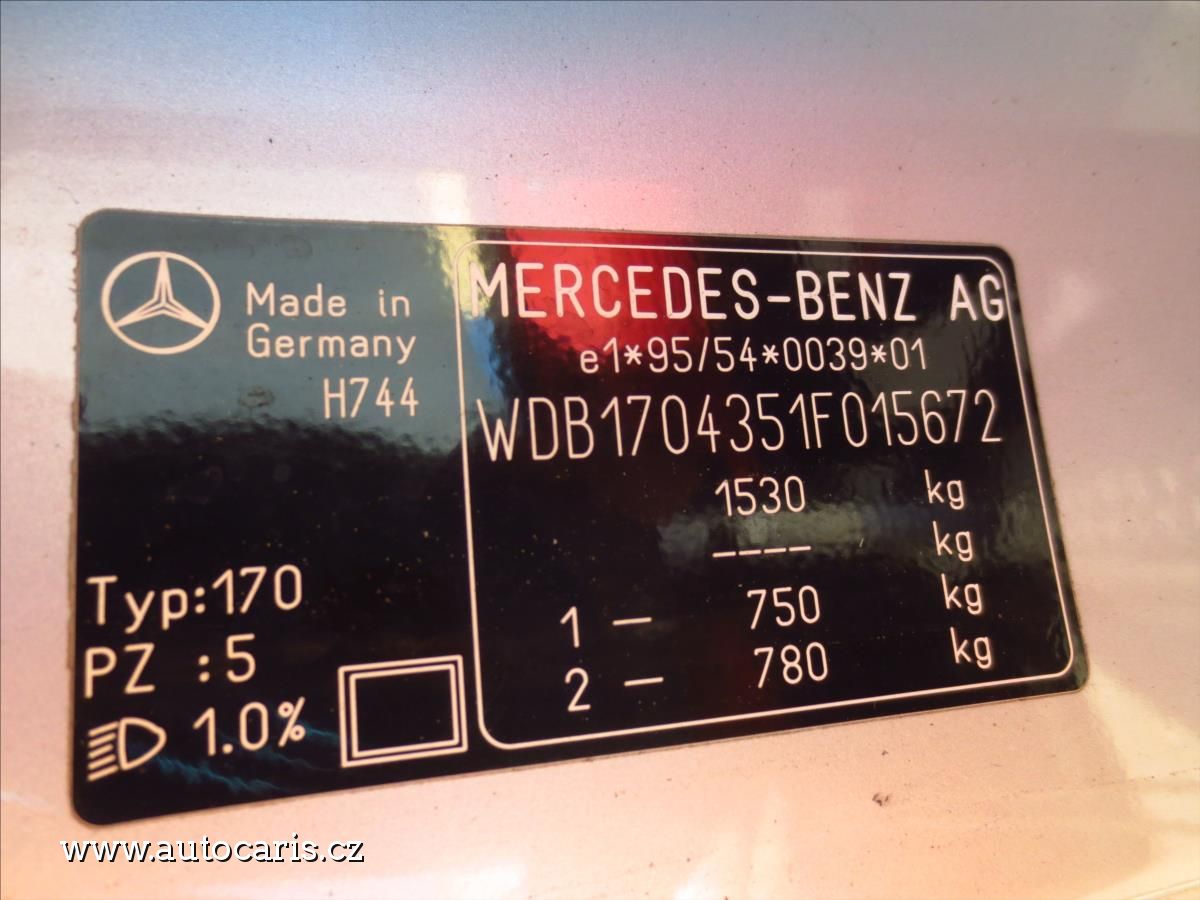 Made in
Germany
H744
Typ:170
PZ :5
1.0%
MERCEDES-BENZ AG
e1*95/54*0039*01
WDB1704351F015672
1530 kg
---- kg
1 — 750 kg
2 — 780 kg
www.autocaris.cz